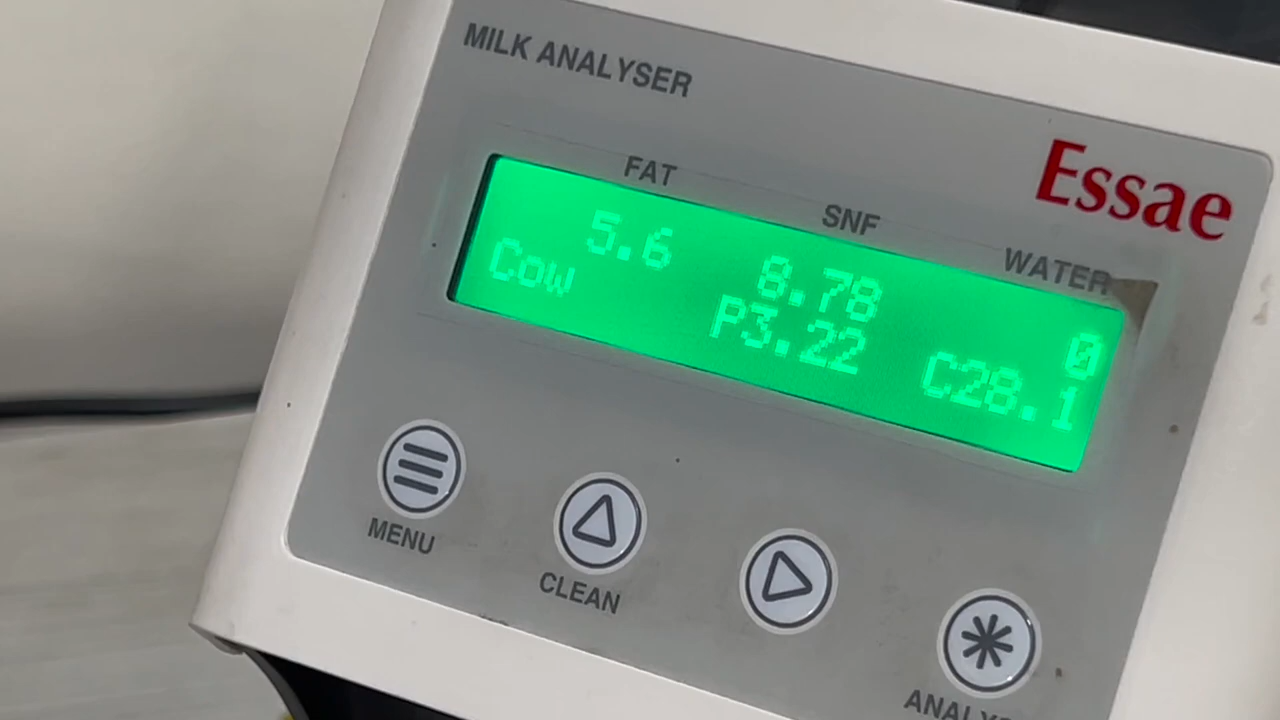 MILK ANALYSER
Essae
FAT SNF WATER
5.6 8.78 0
Cow P3.22 C28.1
MENU
CLEAN